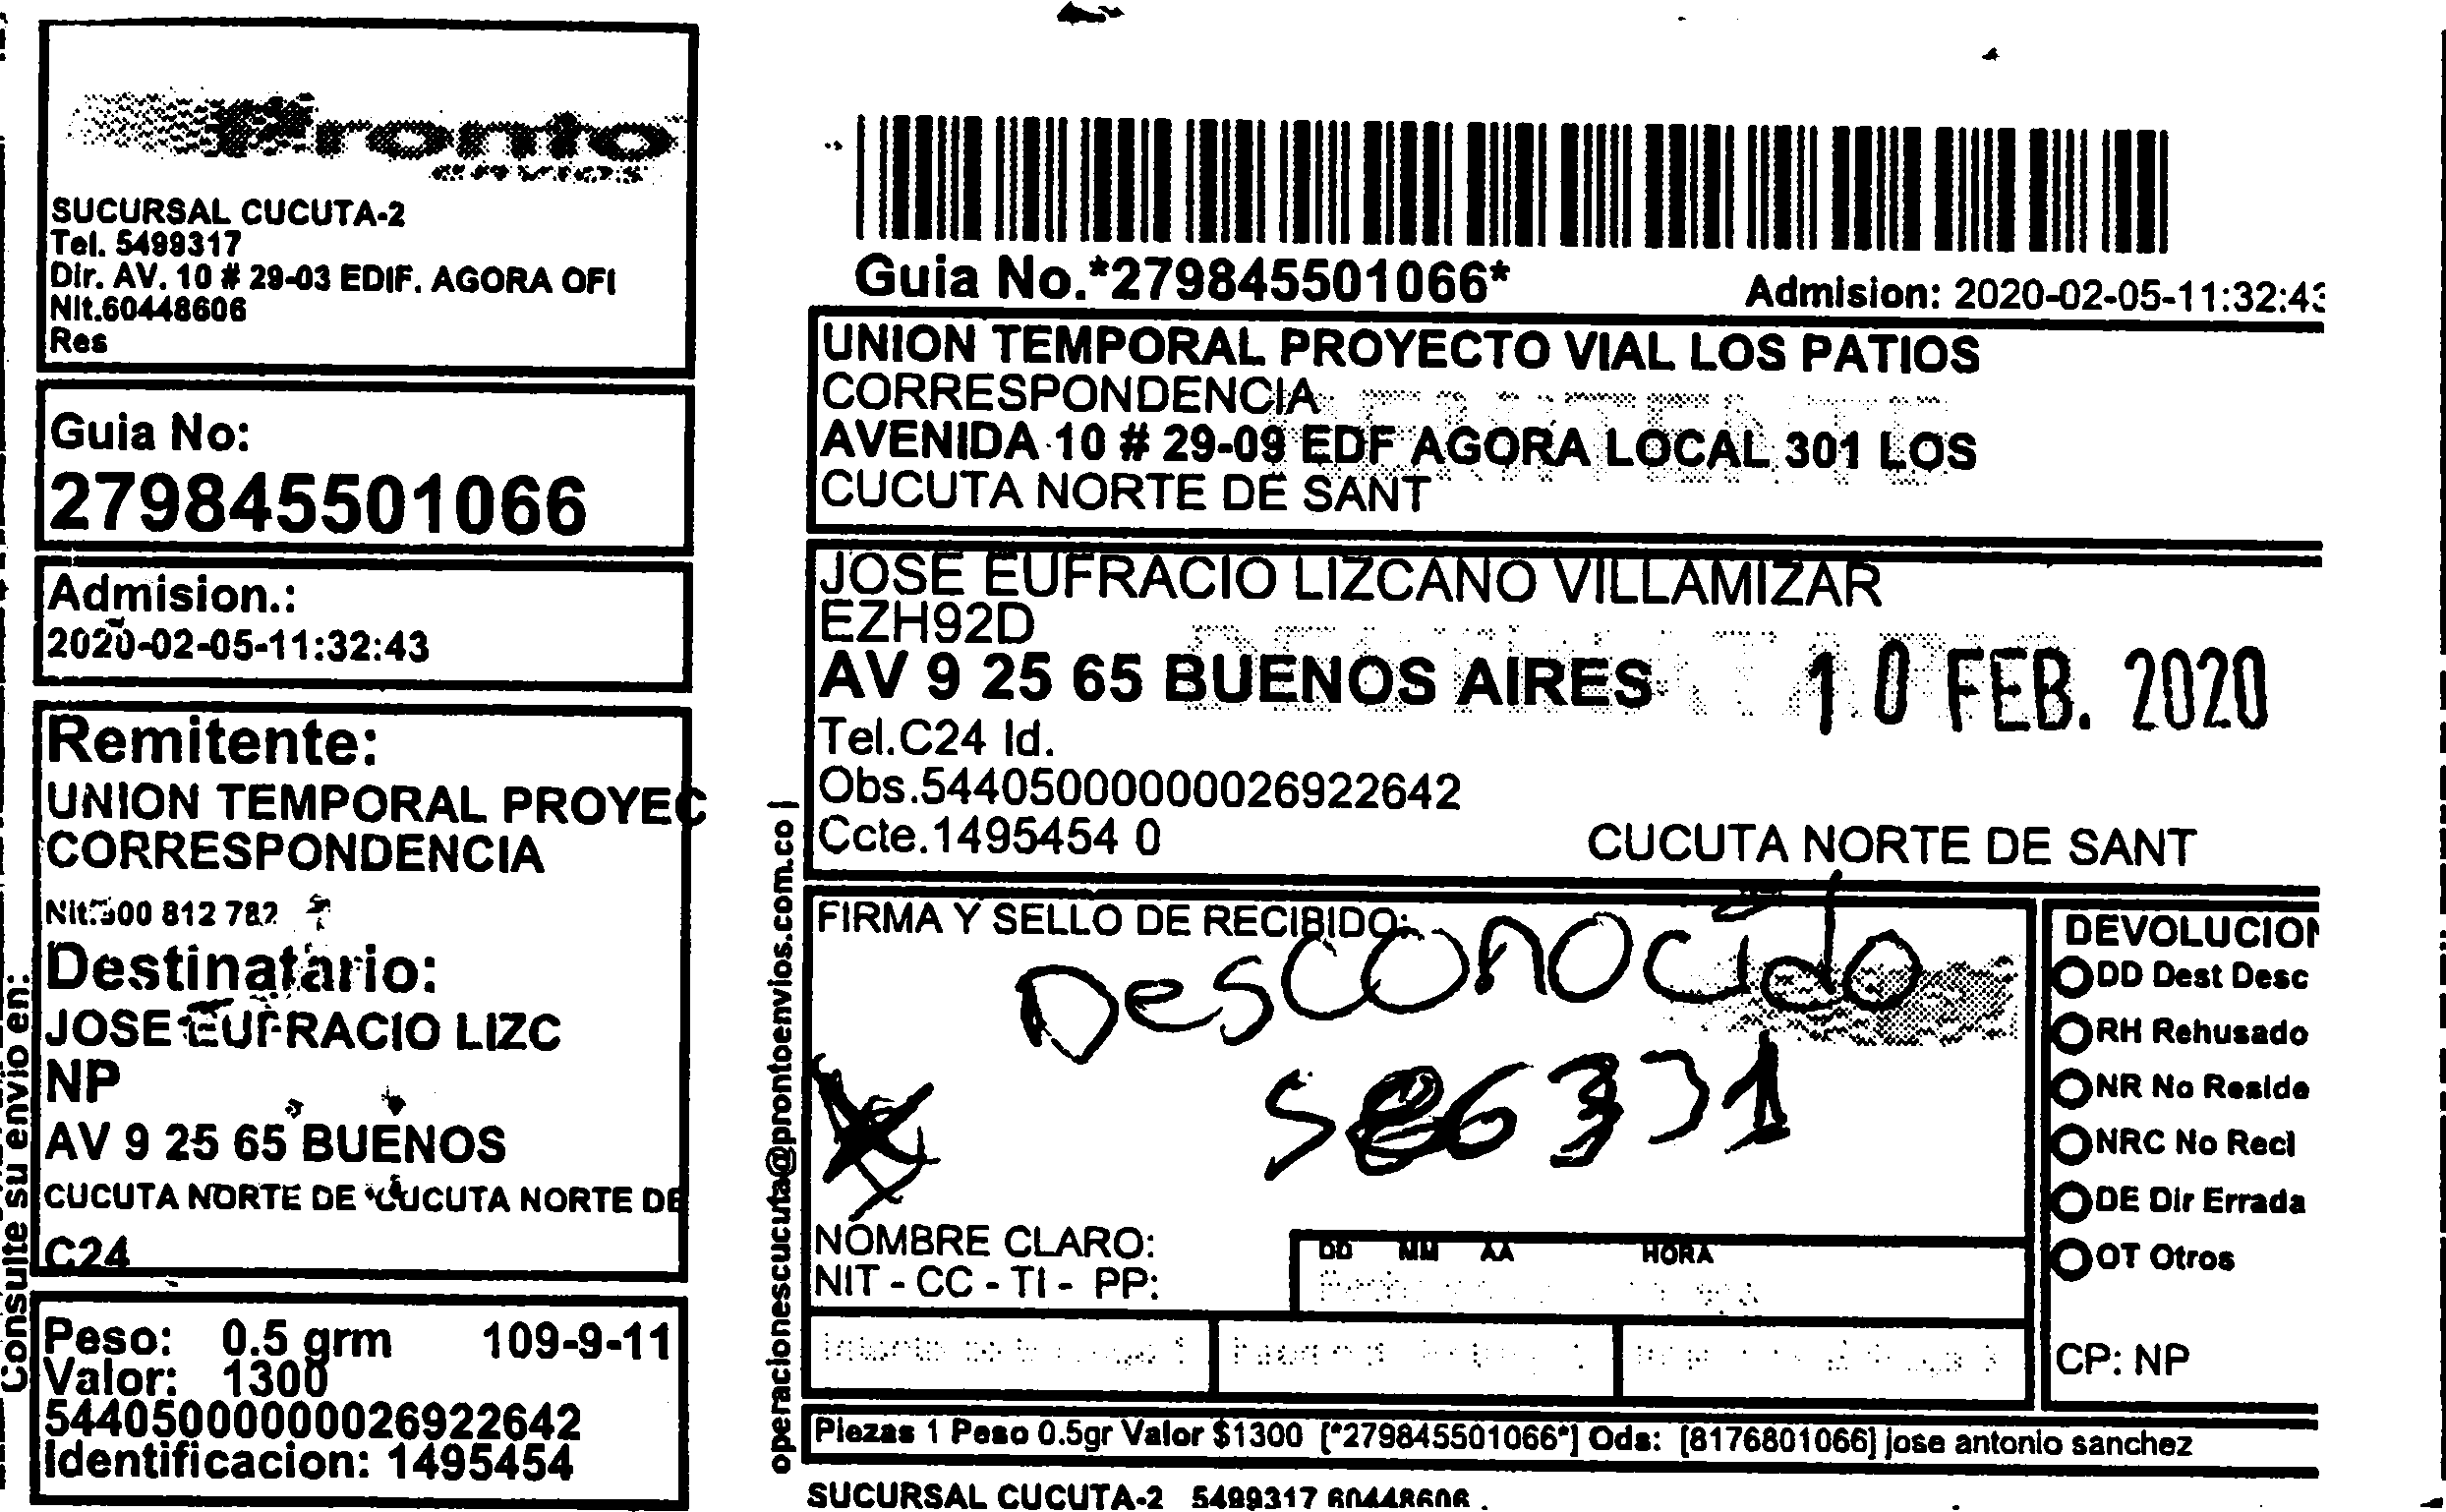 Pronto
SERVICIOS
SUCURSAL CUCUTA-2
Tel. 5499317
Dir. AV. 10 # 29-03 EDIF. AGORA OFI
Nit.60448606
Res
Guia No:
279845501066
Admision.:
2020-02-05-11:32:43
Remitente:
UNION TEMPORAL PROYEC
CORRESPONDENCIA
Nit. 812 782
Destinatario:
JOSE EUFRACIO LIZC
NP
AV 9 25 65 BUENOS
CUCUTA NORTE DE CUCUTA NORTE DE
C24
Peso: 0.5 grm 109-9-11
Valor: 1300
544050000000026922642
Identificacion: 1495454
Consulte su envio en:
operacionescucuta@prontoenvios.com.co |
Guia No.*279845501066*
Admision: 2020-02-05-11:32:43
UNION TEMPORAL PROYECTO VIAL LOS PATIOS
CORRESPONDENCIA
REMITENTE
AVENIDA 10 # 29-09 EDF AGORA LOCAL 301 LOS
CUCUTA NORTE DE SANT
JOSE EUFRACIO LIZCANO VILLAMIZAR
EZH92D
DESTINATARIO
AV 9 25 65 BUENOS AIRES
10 FEB. 2020
Tel.C24 Id.
Obs.544050000000026922642
Ccte.1495454 0
CUCUTA NORTE DE SANT
FIRMA Y SELLO DE RECIBIDO:
Desconocido
NOMBRE CLARO:
NIT - CC - TI - PP:
DD MM AA HORA
DEVOLUCION
DD Dest Desc
RH Rehusado
NR No Reside
NRC No Recl
DE Dir Errada
OT Otros
CP: NP
Piezas 1 Peso 0.5gr Valor $1300 [*279845501066*] Ods: [8176801066] jose antonio sanchez
SUCURSAL CUCUTA-2 5499317 60448606